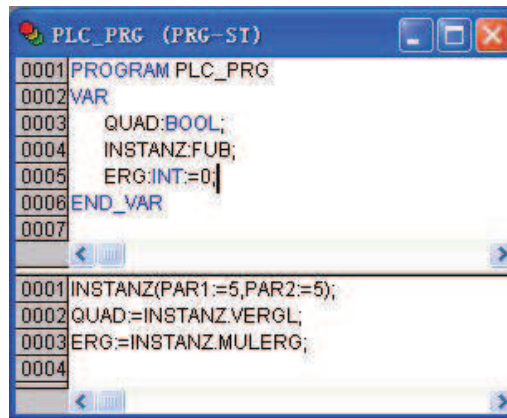 PLC_PRG (PRG-ST)
0001 PROGRAM PLC_PRG
0002 VAR
0003 QUAD:BOOL;
0004 INSTANZ:FUB;
0005 ERG:INT:=0;
0006 END_VAR
0007
0001 INSTANZ(PAR1:=5,PAR2:=5);
0002 QUAD:=INSTANZ.VERGL;
0003 ERG:=INSTANZ.MULERG;
0004